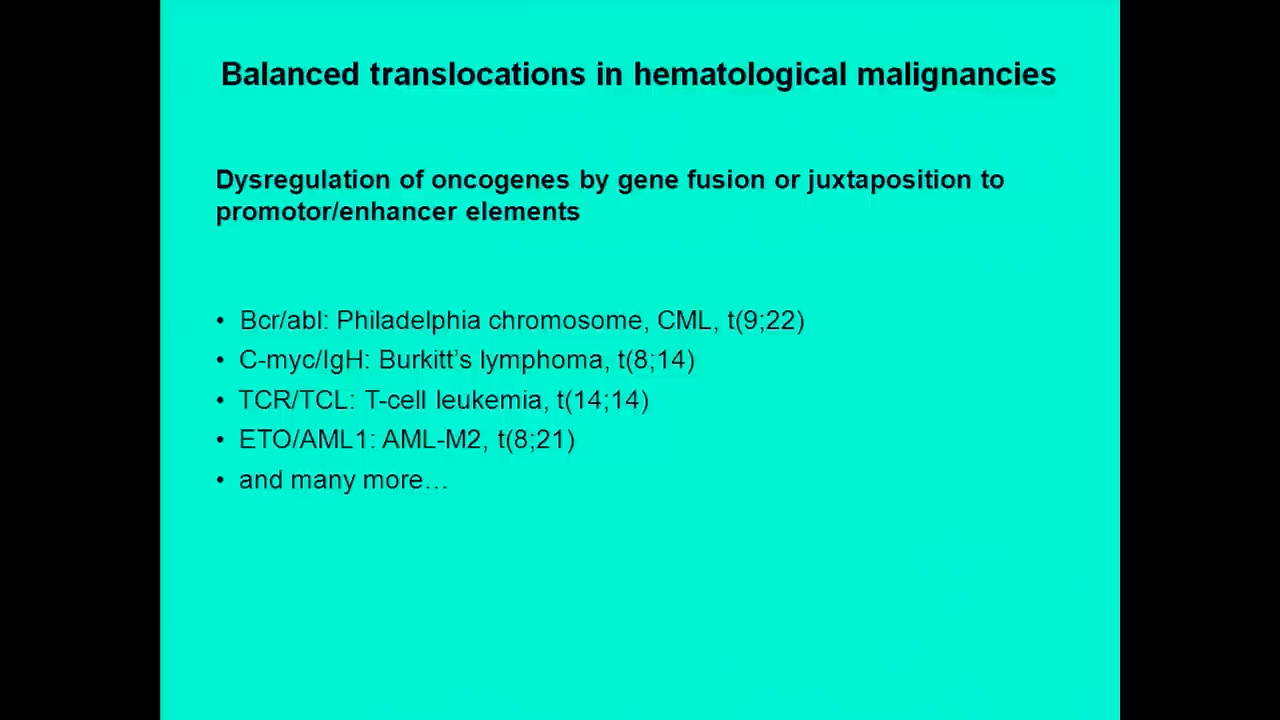 Balanced translocations in hematological malignancies
Dysregulation of oncogenes by gene fusion or juxtaposition to
promotor/enhancer elements
• Bcr/abl: Philadelphia chromosome, CML, t(9;22)
• C-myc/IgH: Burkitt’s lymphoma, t(8;14)
• TCR/TCL: T-cell leukemia, t(14;14)
• ETO/AML1: AML-M2, t(8;21)
• and many more…